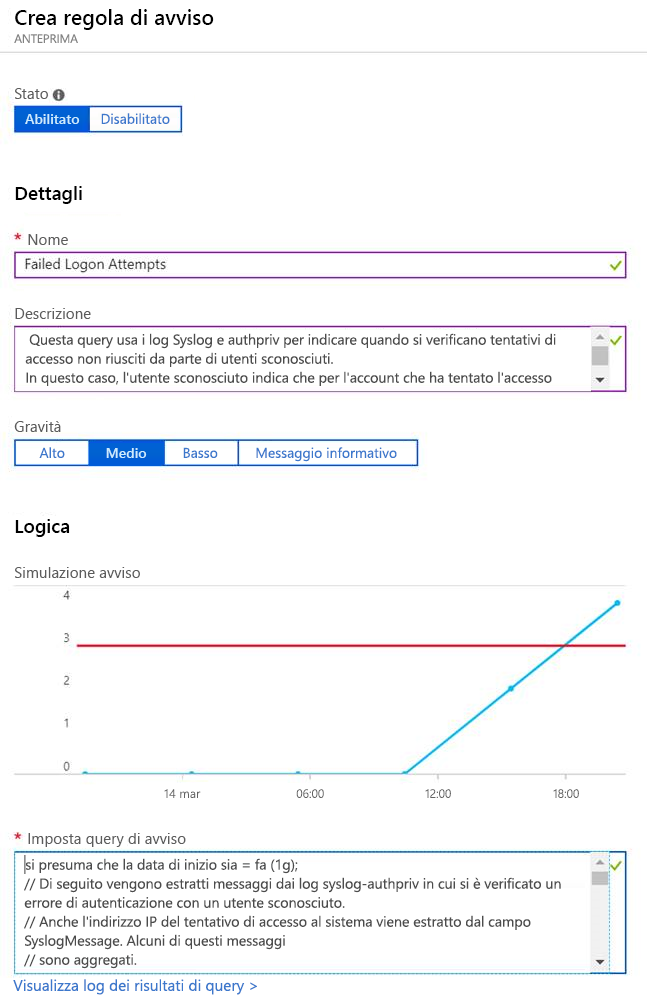 Crea regola di avviso
ANTEPRIMA
Stato
Abilitato Disabilitato
Dettagli
* Nome
Failed Logon Attempts
Descrizione
Questa query usa i log Syslog e authpriv per indicare quando si verificano tentativi di
accesso non riusciti da parte di utenti sconosciuti.
In questo caso, l'utente sconosciuto indica che per l'account che ha tentato l'accesso
Gravità
Alto Medio Basso Messaggio informativo
Logica
Simulazione avviso
4
3
2
1
0
14 mar 06:00 12:00 18:00
* Imposta query di avviso
si presuma che la data di inizio sia = fa (1g);
// Di seguito vengono estratti messaggi dai log syslog-authpriv in cui si è verificato un
errore di autenticazione con un utente sconosciuto.
// Anche l'indirizzo IP del tentativo di accesso al sistema viene estratto dal campo
SyslogMessage. Alcuni di questi messaggi
// sono aggregati.
Visualizza log dei risultati di query >